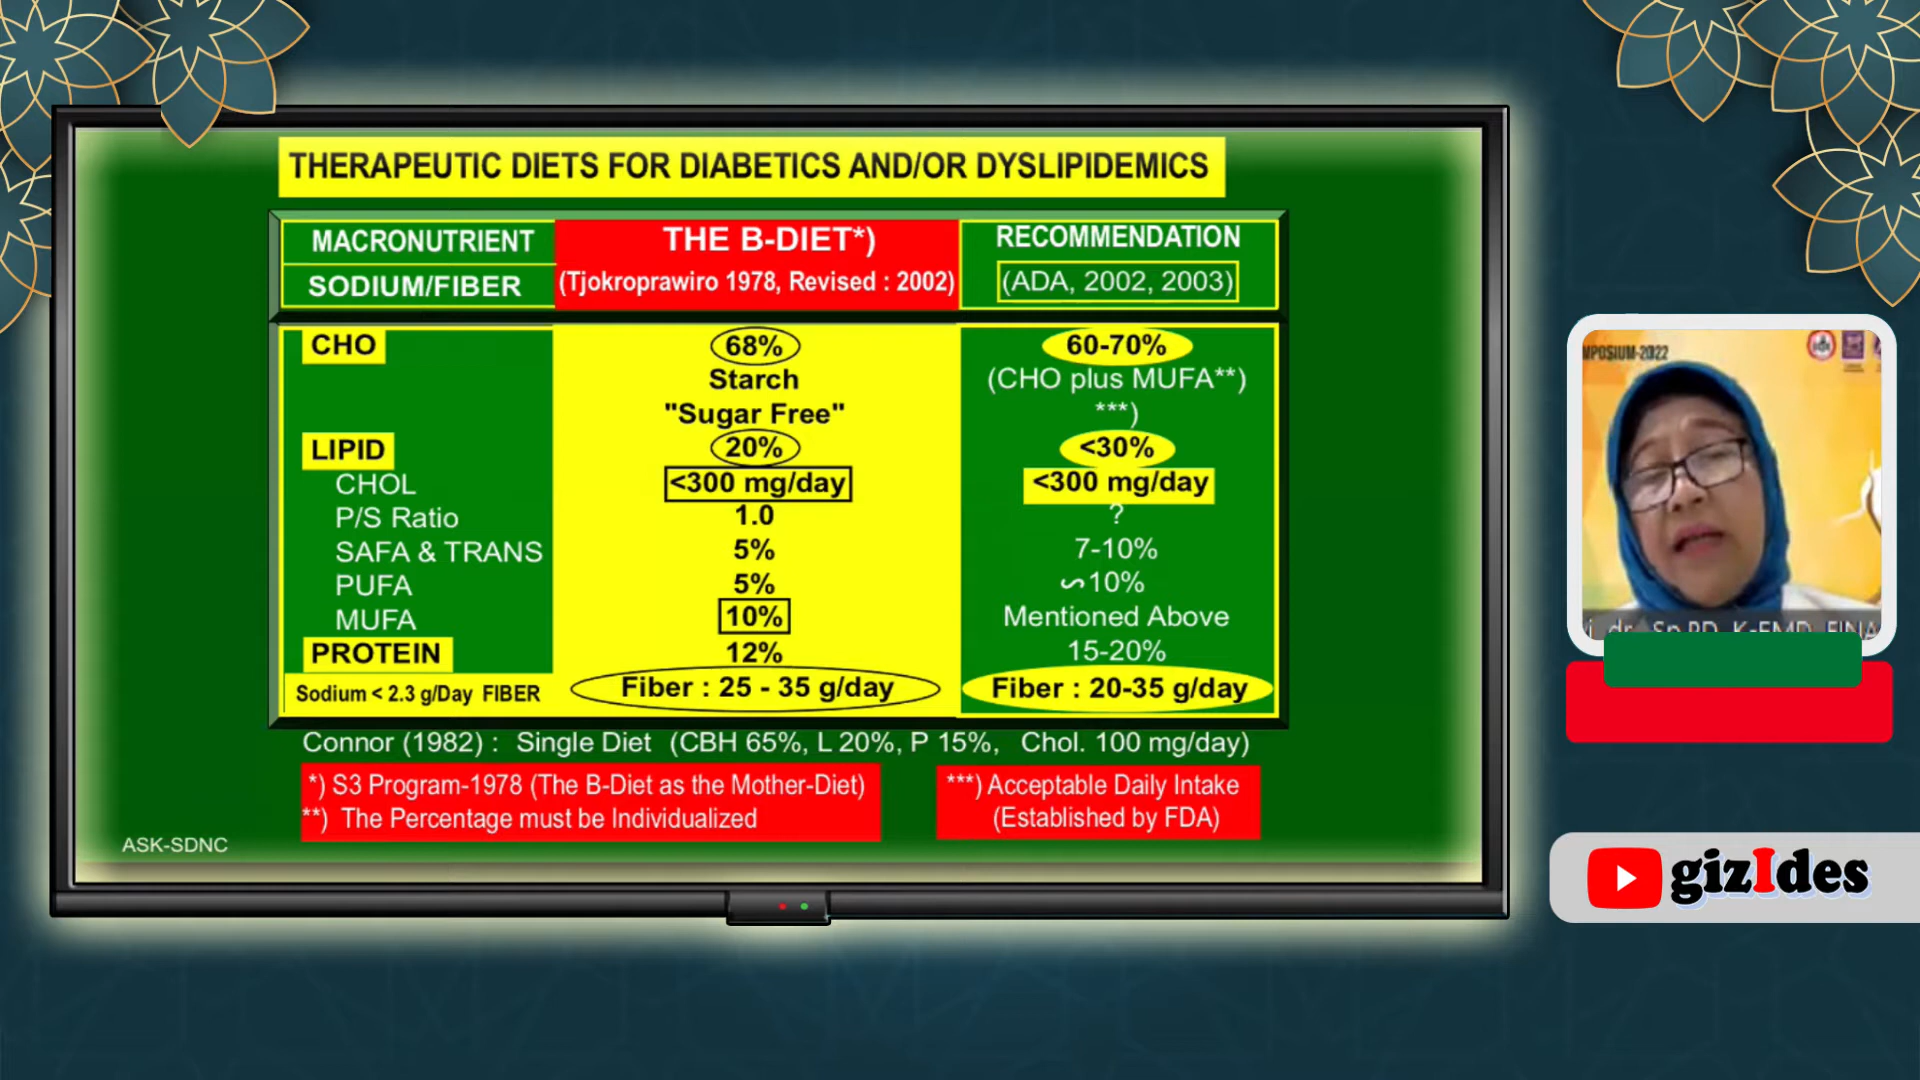 THERAPEUTIC DIETS FOR DIABETICS AND/OR DYSLIPIDEMICS
MACRONUTRIENT
SODIUM/FIBER
THE B-DIET*)
(Tjokroprawiro 1978, Revised : 2002)
RECOMMENDATION
(ADA, 2002, 2003)
CHO 68% 60-70%
Starch (CHO plus MUFA**)
"Sugar Free" ***)
LIPID 20% <30%
CHOL <300 mg/day <300 mg/day
P/S Ratio 1.0 ?
SAFA & TRANS 5% 7-10%
PUFA 5% ∽10%
MUFA 10% Mentioned Above
PROTEIN 12% 15-20%
Sodium < 2.3 g/Day FIBER Fiber : 25 - 35 g/day Fiber : 20-35 g/day
Connor (1982) : Single Diet (CBH 65%, L 20%, P 15%, Chol. 100 mg/day)
*) S3 Program-1978 (The B-Diet as the Mother-Diet)
**) The Percentage must be Individualized
***) Acceptable Daily Intake
(Established by FDA)
ASK-SDNC
MPOSIUM-2022
dr. Sp.PD, K-EMD, FINA
gizIdes